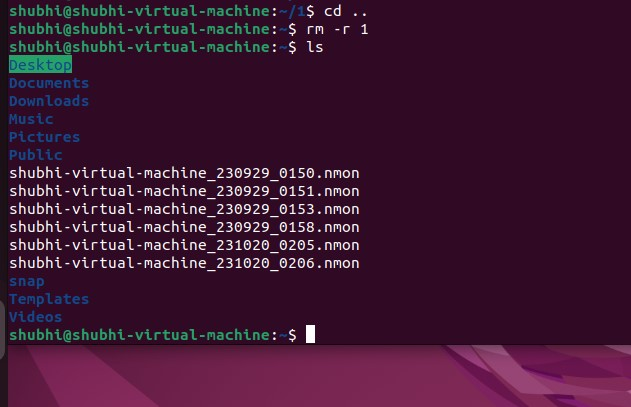 shubhi@shubhi-virtual-machine:~/1$ cd ..
shubhi@shubhi-virtual-machine:~$ rm -r 1
shubhi@shubhi-virtual-machine:~$ ls
Desktop
Documents
Downloads
Music
Pictures
Public
shubhi-virtual-machine_230929_0150.nmon
shubhi-virtual-machine_230929_0151.nmon
shubhi-virtual-machine_230929_0153.nmon
shubhi-virtual-machine_230929_0158.nmon
shubhi-virtual-machine_231020_0205.nmon
shubhi-virtual-machine_231020_0206.nmon
snap
Templates
Videos
shubhi@shubhi-virtual-machine:~$